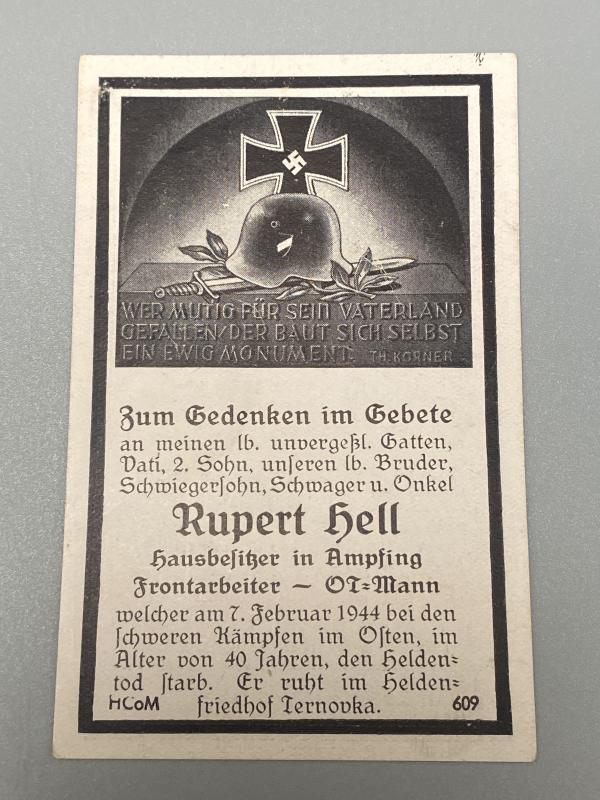 WER MUTIG FÜR SEIN VATERLAND
GEFALLEN/DER BAUT SICH SELBST
EIN EWIG MONUMENT. TH. KÖRNER
Zum Gedenken im Gebete
an meinen lb. unvergeßl. Gatten,
Vati, 2. Sohn, unseren lb. Bruder,
Schwiegersohn, Schwager u. Onkel
Rupert Hell
Hausbesitzer in Ampfing
Frontarbeiter – OT-Mann
welcher am 7. Februar 1944 bei den
schweren Kämpfen im Osten, im
Alter von 40 Jahren, den Helden-
tod starb. Er ruht im Helden-
friedhof Ternovka.
HCoM 609